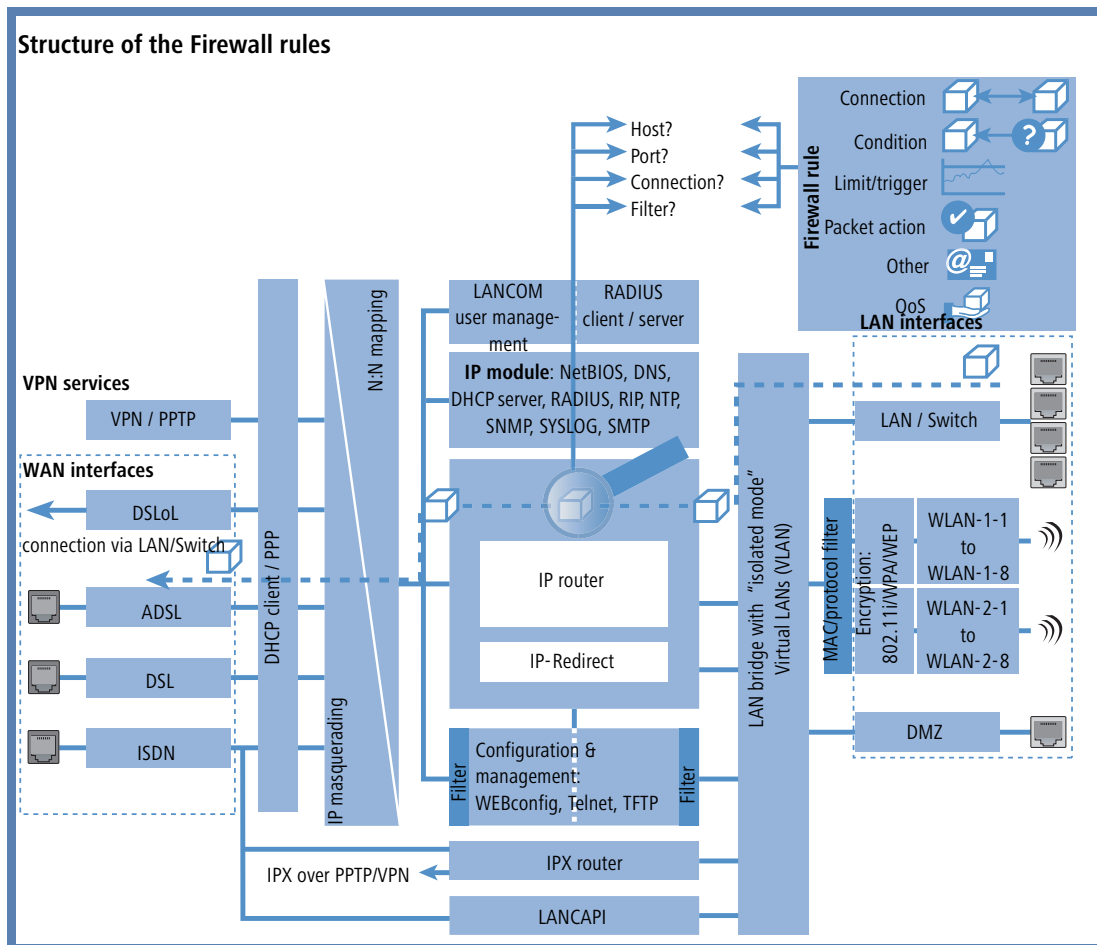 Structure of the Firewall rules
Host?
Port?
Connection?
Filter?
Firewall rule
Connection
Condition
?
Limit/trigger
Packet action
Other
@
QoS
LAN interfaces
LANCOM
user manage-
ment
RADIUS
client / server
IP module: NetBIOS, DNS,
DHCP server, RADIUS, RIP, NTP,
SNMP, SYSLOG, SMTP
VPN services
VPN / PPTP
WAN interfaces
DSLoL
connection via LAN/Switch
ADSL
DSL
ISDN
DHCP client / PPP
IP masquerading
N:N mapping
IP router
IP-Redirect
Filter
Configuration &
management:
WEBconfig, Telnet, TFTP
Filter
IPX router
IPX over PPTP/VPN
LANCAPI
LAN bridge with "isolated mode"
Virtual LANs (VLAN)
LAN / Switch
MAC/protocol filter
Encryption:
802.11i/WPA/WEP
WLAN-1-1
to
WLAN-1-8
WLAN-2-1
to
WLAN-2-8
DMZ